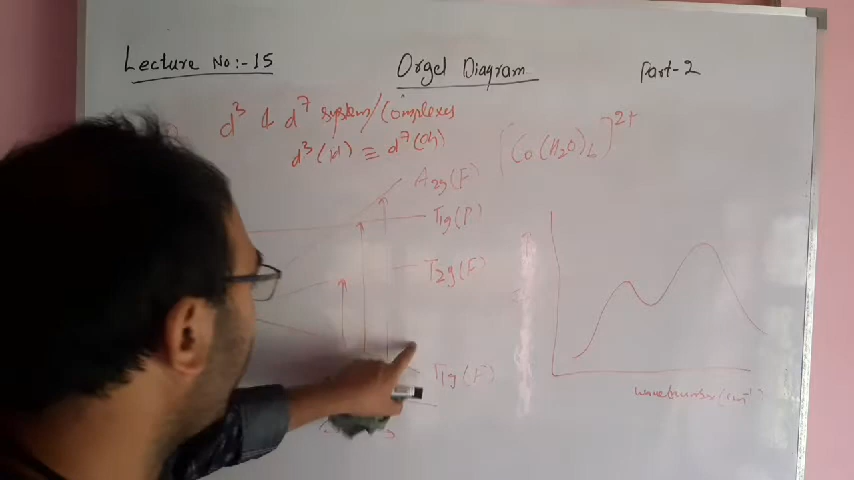 Lecture No:- 15 Orgel Diagram Part-2
d³ & d⁷ system/Complexes
d³(td) ≡ d⁷(Oh) [Co(H₂O)₆]²⁺
A₂g(F)
T₁g(P)
T₂g(F)
T₁g(F)
wavenumber (cm⁻¹)